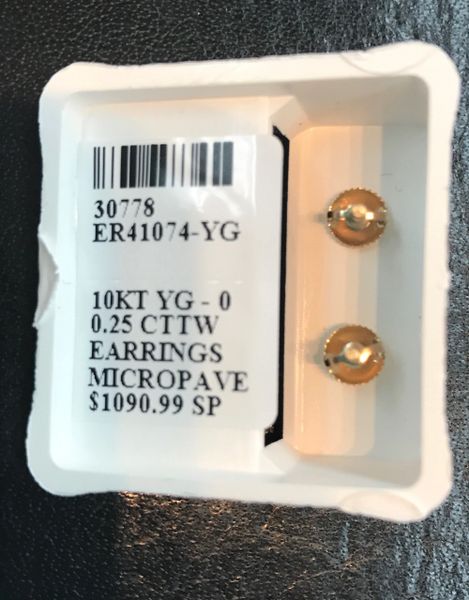 30778
ER41074-YG
10KT YG - 0
0.25 CTTW
EARRINGS
MICROPAVE
$1090.99 SP